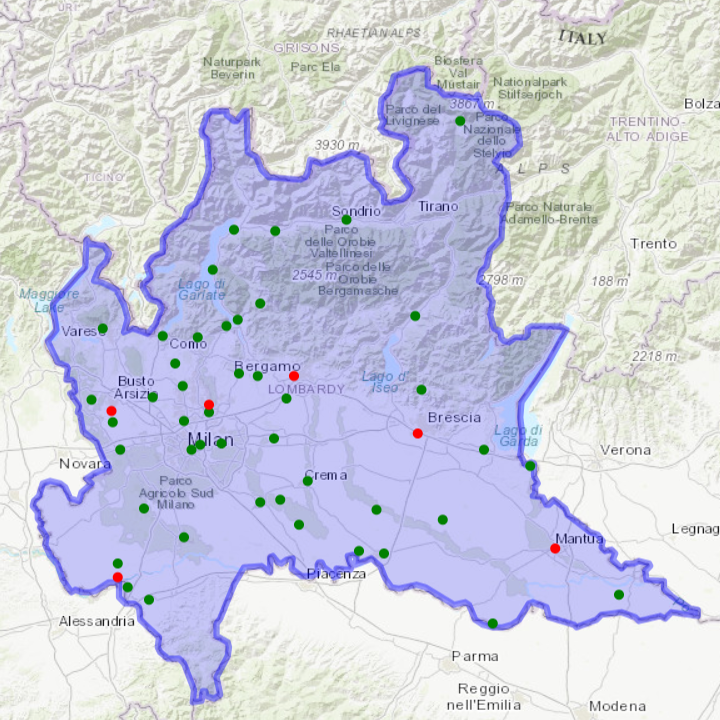 RHAETIAN ALPS
ITALY
GRISONS
Naturpark
Beverin
Parc Ela
Biosfera
Val
Müstair
Nationalpark
Stilfserjoch
Parco del
Livignese
3867 m
Parco
Nazionale
dello
Stelvio
Bolza
TRENTINO-
ALTO ADIGE
3930 m
ALPS
TICINO
Sondrio
Tirano
Parco Naturale
Adamello-Brenta
Parco
delle Orobie
Valtellinesi
Trento
2545 m
Parco delle
Orobie
Bergamasche
2798 m
188 m
Lago di
Garlate
Maggiore
Lake
Varese
Como
2218 m
Bergamo
Busto
Arsizio
LOMBARDY
Lago d'
Iseo
Brescia
Lago di
Garda
Milan
Verona
Novara
Crema
Parco
Agricolo Sud
Milano
Legnag
Mantua
Piacenza
Po
Alessandria
Parma
Reggio
nell'Emilia
Modena